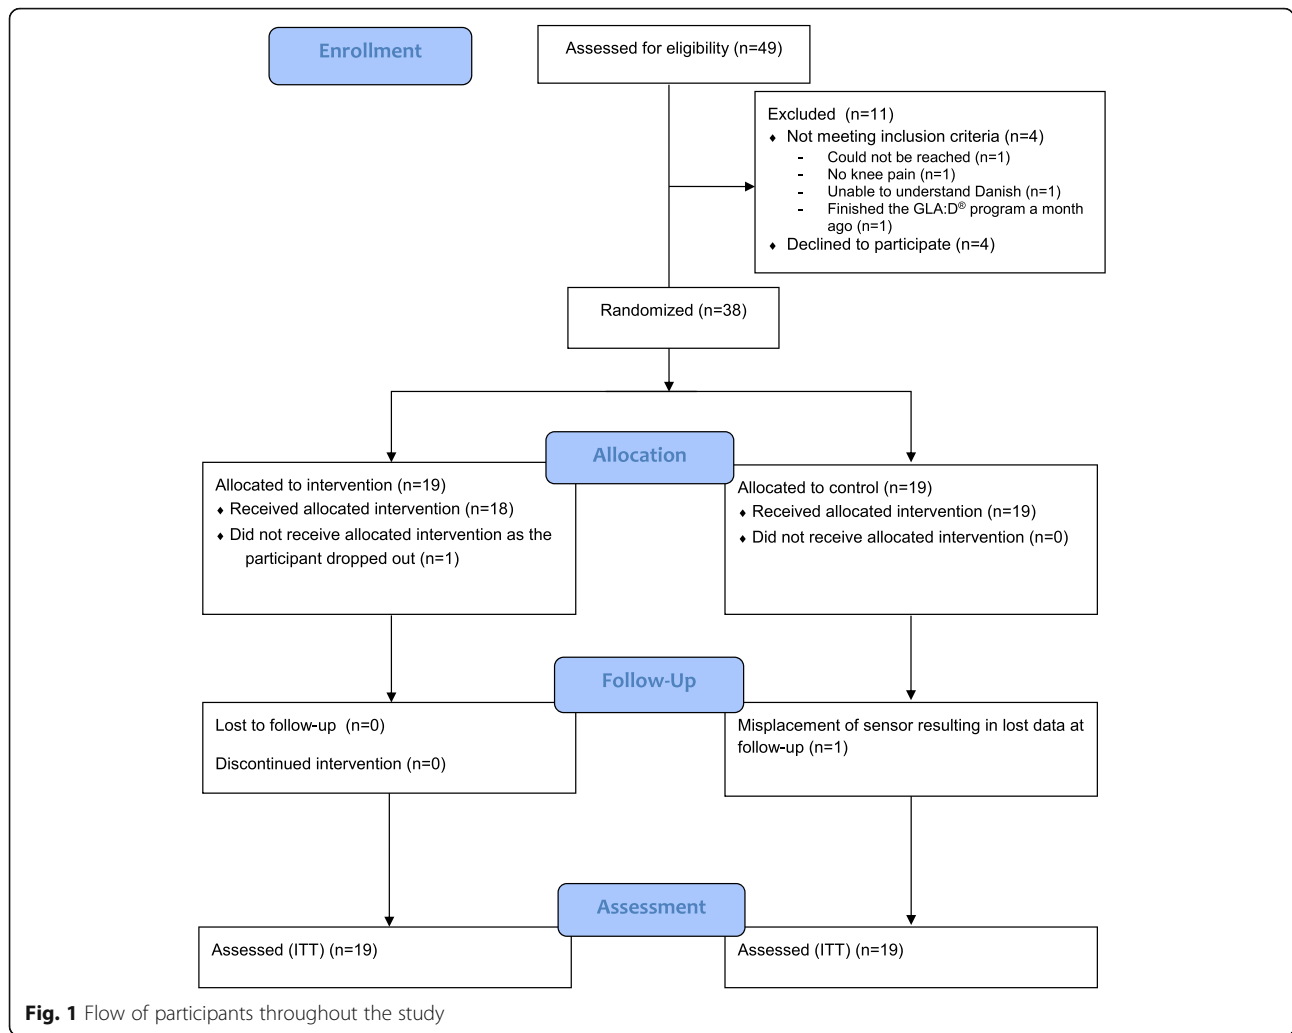 Enrollment
Assessed for eligibility (n=49)
Excluded (n=11)
♦ Not meeting inclusion criteria (n=4)
- Could not be reached (n=1)
- No knee pain (n=1)
- Unable to understand Danish (n=1)
- Finished the GLA:D® program a month
ago (n=1)
♦ Declined to participate (n=4)
Randomized (n=38)
Allocation
Allocated to intervention (n=19)
♦ Received allocated intervention (n=18)
♦ Did not receive allocated intervention as the
participant dropped out (n=1)
Allocated to control (n=19)
♦ Received allocated intervention (n=19)
♦ Did not receive allocated intervention (n=0)
Follow-Up
Lost to follow-up (n=0)
Discontinued intervention (n=0)
Misplacement of sensor resulting in lost data at
follow-up (n=1)
Assessment
Assessed (ITT) (n=19)
Assessed (ITT) (n=19)
Fig. 1 Flow of participants throughout the study